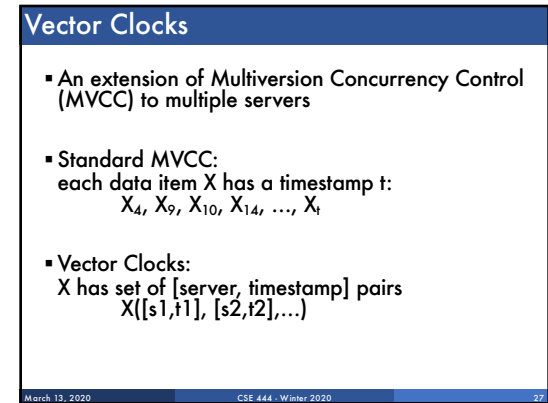 Vector Clocks
▪ An extension of Multiversion Concurrency Control
(MVCC) to multiple servers
▪ Standard MVCC:
each data item X has a timestamp t:
X₄, X₉, X₁₀, X₁₄, …, Xₜ
▪ Vector Clocks:
X has set of [server, timestamp] pairs
X([s1,t1], [s2,t2],…)
March 13, 2020 CSE 444 - Winter 2020 27